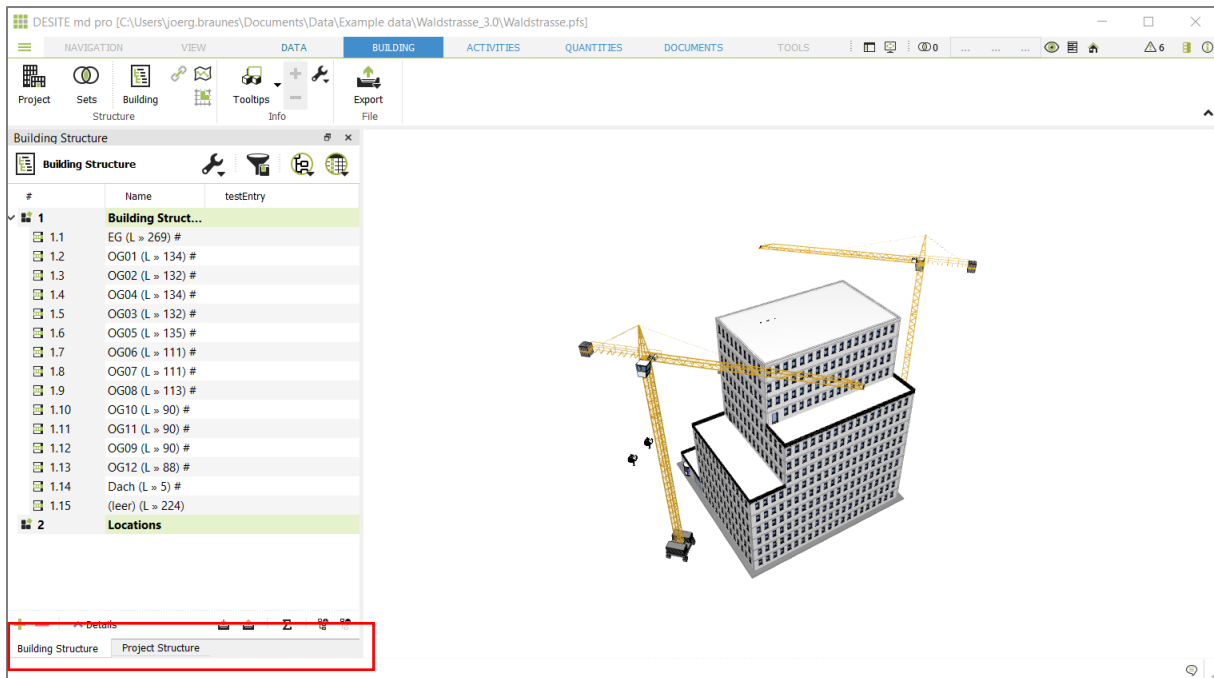 DESITE md pro [C:\Users\joerg.braunes\Documents\Data\Example data\Waldstrasse_3.0\Waldstrasse.pfs]
NAVIGATION VIEW DATA BUILDING ACTIVITIES QUANTITIES DOCUMENTS TOOLS 0 ... ... ... 6
Project Sets Building Tooltips Export
Structure Info File
Building Structure
Building Structure
# Name testEntry
1 Building Struct...
1.1 EG (L » 269) #
1.2 OG01 (L » 134) #
1.3 OG02 (L » 132) #
1.4 OG04 (L » 134) #
1.5 OG03 (L » 132) #
1.6 OG05 (L » 135) #
1.7 OG06 (L » 111) #
1.8 OG07 (L » 111) #
1.9 OG08 (L » 113) #
1.10 OG10 (L » 90) #
1.11 OG11 (L » 90) #
1.12 OG09 (L » 90) #
1.13 OG12 (L » 88) #
1.14 Dach (L » 5) #
1.15 (leer) (L » 224)
2 Locations
Details Σ
Building Structure Project Structure